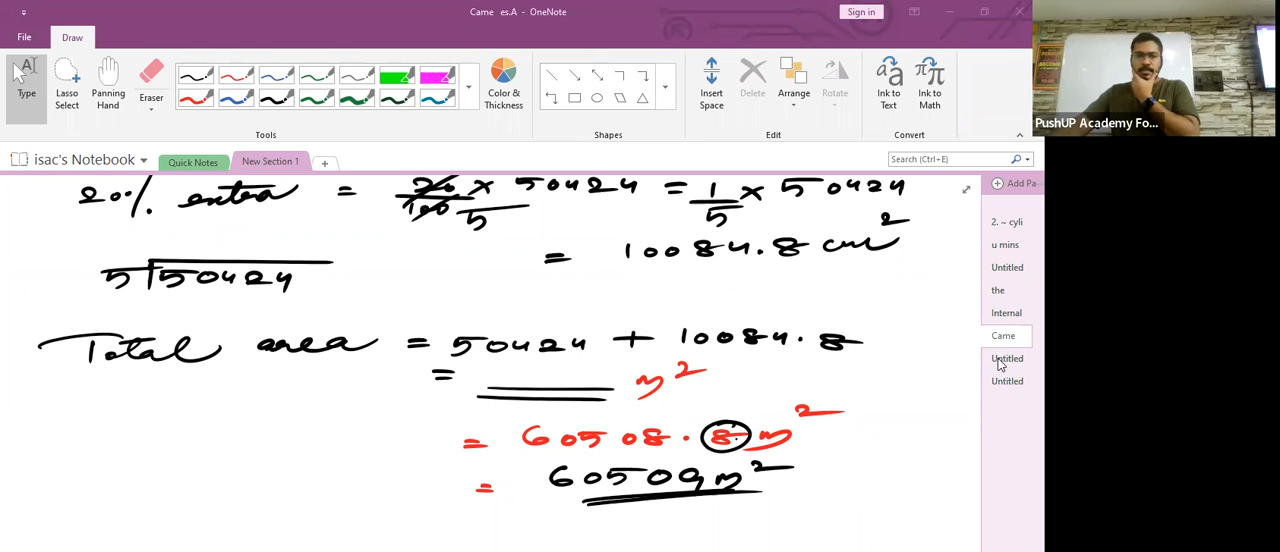 Came es.A - OneNote
Sign in
File
Draw
Type
Lasso
Select
Panning
Hand
Eraser
Color &
Thickness
Insert
Space
Delete
Arrange
Rotate
Ink to
Text
Ink to
Math
Tools
Shapes
Edit
Convert
PushUP Academy Fo...
isac's Notebook
Quick Notes
New Section 1
Search (Ctrl+E)
Add Pa
2. ~ cyli
u mins
Untitled
the
Internal
Came
Untitled
Untitled
20% extra = 20/100 5 × 50424 = 1/5 × 50424
= 10084.8 cm²
5 50424
Total area = 50424 + 10084.8
= m²
= 60508.8 m²
= 60509 m²